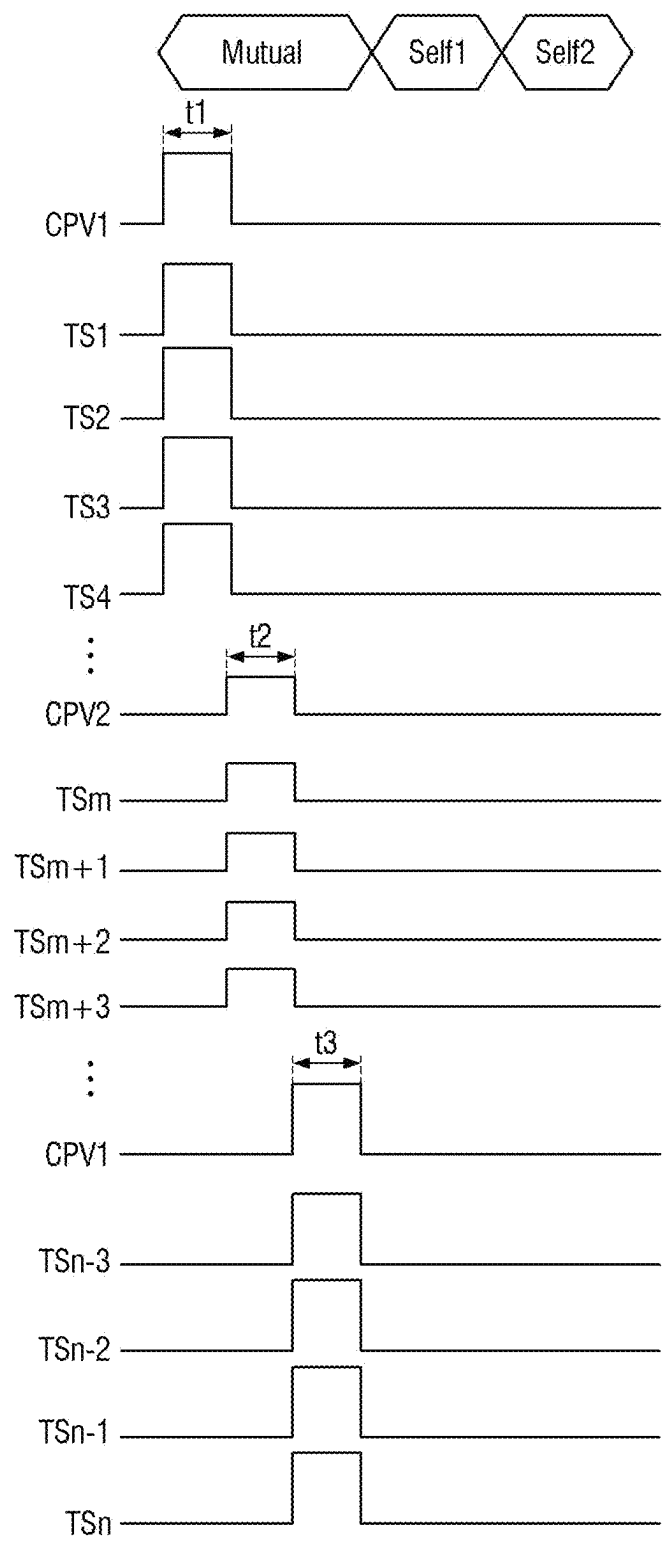 Mutual Self1 Self2
t1
CPV1
TS1
TS2
TS3
TS4
⋮
t2
CPV2
TSm
TSm+1
TSm+2
TSm+3
⋮
t3
CPV1
TSn-3
TSn-2
TSn-1
TSn